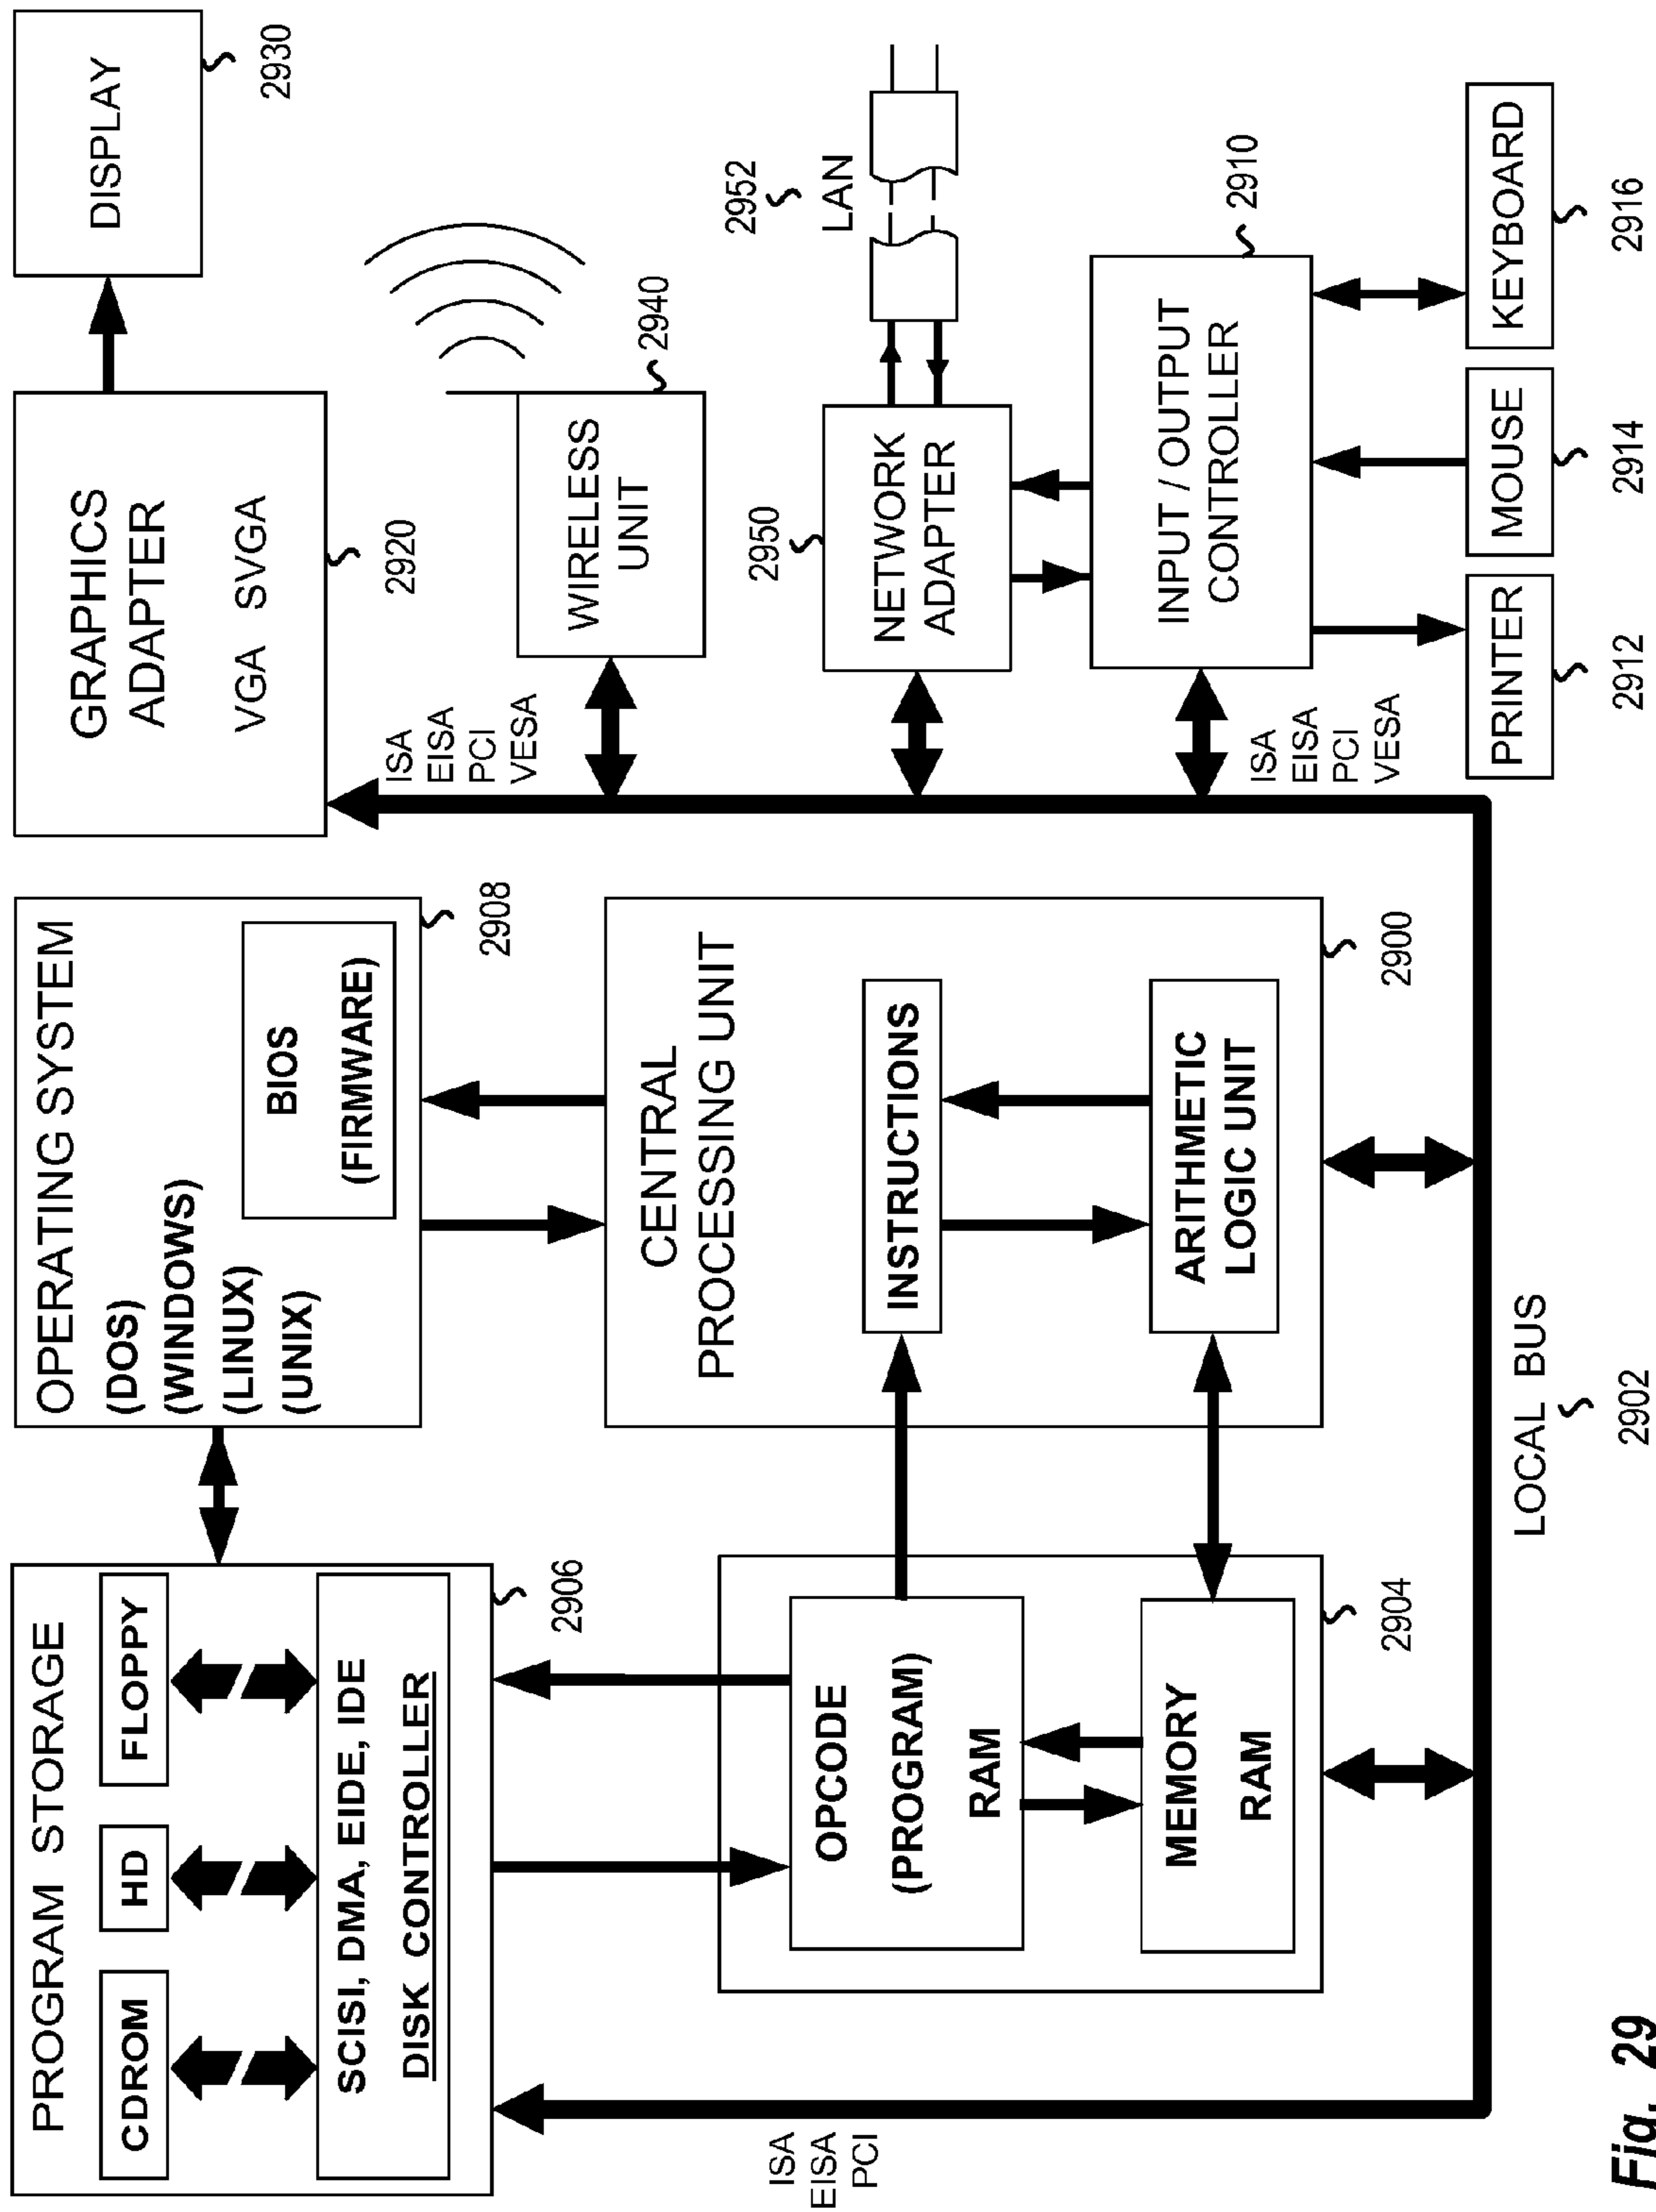 PROGRAM STORAGE
CDROM
HD
FLOPPY
SCISI, DMA, EIDE, IDE
DISK CONTROLLER
2906
OPERATING SYSTEM
(DOS)
(WINDOWS)
(LINUX)
(UNIX)
BIOS
(FIRMWARE)
2908
GRAPHICS
ADAPTER
VGA SVGA
2920
DISPLAY
2930
ISA
EISA
PCI
VESA
WIRELESS
UNIT
2940
CENTRAL
PROCESSING UNIT
INSTRUCTIONS
ARITHMETIC
LOGIC UNIT
2900
OPCODE
(PROGRAM)
RAM
MEMORY
RAM
2904
ISA
EISA
PCI
2950
NETWORK
ADAPTER
2952
LAN
INPUT / OUTPUT
CONTROLLER
2910
ISA
EISA
PCI
VESA
PRINTER
2912
MOUSE
2914
KEYBOARD
2916
LOCAL BUS
2902
Fig. 29